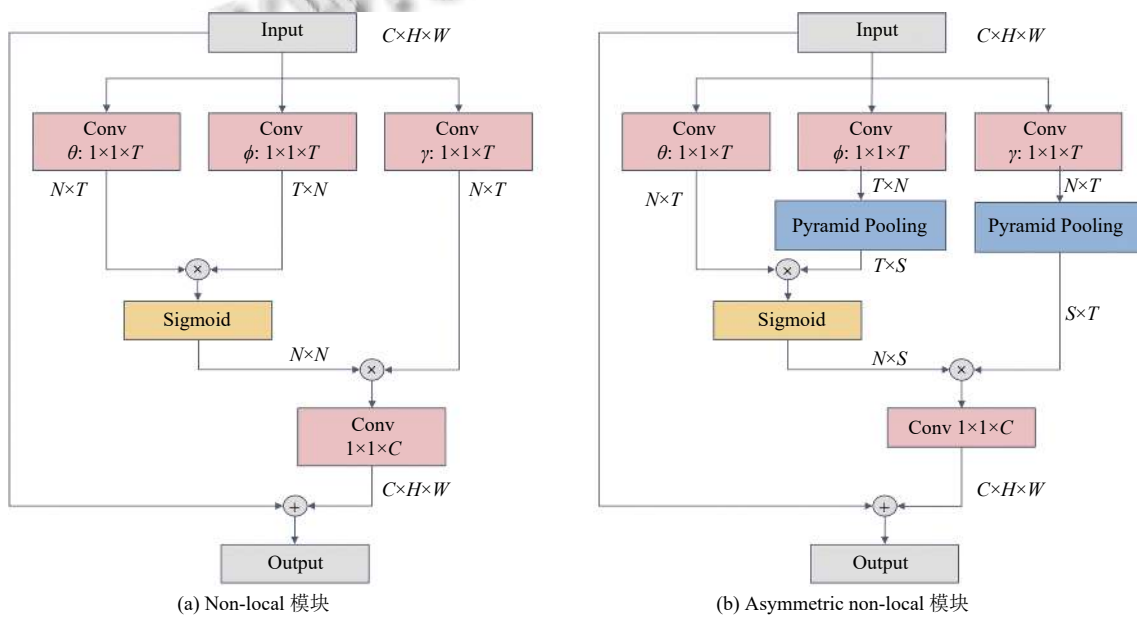 Input
C×H×W
Conv
θ: 1×1×T
Conv
ϕ: 1×1×T
Conv
γ: 1×1×T
N×T
T×N
N×T
×
Sigmoid
N×N
×
Conv
1×1×C
C×H×W
+
Output
(a) Non-local 模块
Input
C×H×W
Conv
θ: 1×1×T
Conv
ϕ: 1×1×T
Conv
γ: 1×1×T
N×T
T×N
N×T
Pyramid Pooling
Pyramid Pooling
×
T×S
Sigmoid
S×T
N×S
×
Conv 1×1×C
C×H×W
+
Output
(b) Asymmetric non-local 模块